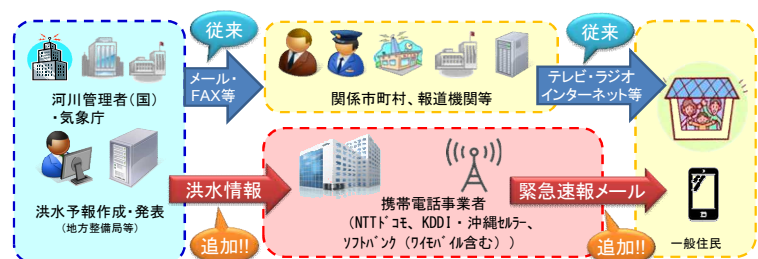 従来
メール・
FAX等
従来
テレビ・ラジオ
インターネット等
河川管理者(国)
・気象庁
関係市町村、報道機関等
洪水予報作成・発表
(地方整備局等)
洪水情報
追加!!
携帯電話事業者
(NTTドコモ、KDDI・沖縄セルラー、
ソフトバンク(ワイモバイル含む))
緊急速報メール
追加!!
一般住民